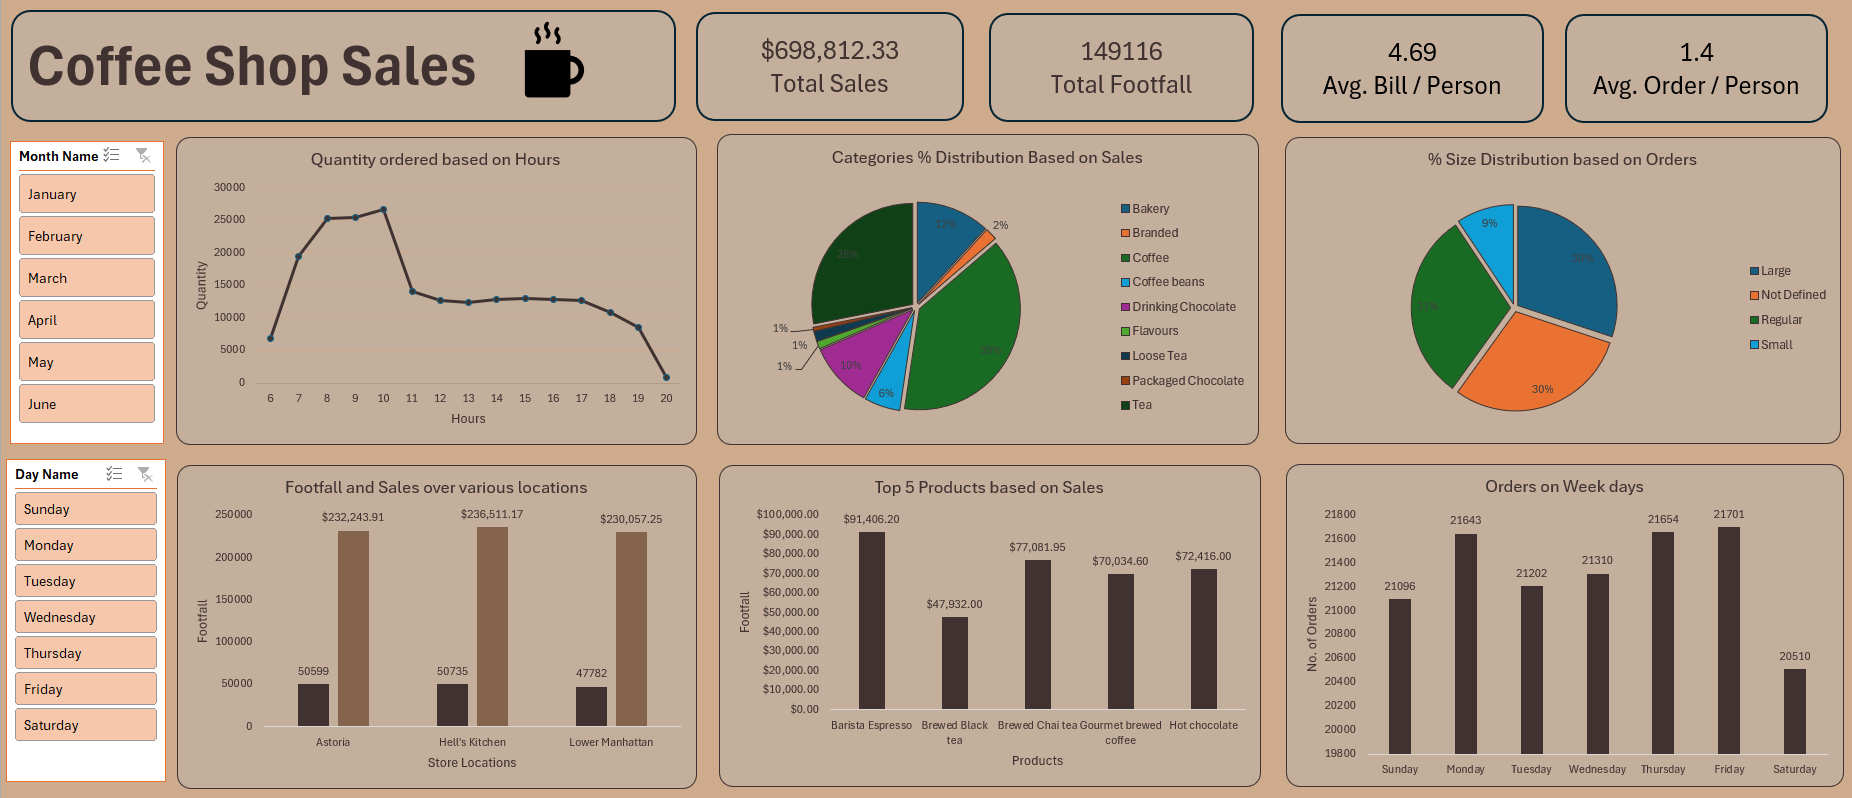 Coffee Shop Sales
$698,812.33
Total Sales
149116
Total Footfall
4.69
Avg. Bill / Person
1.4
Avg. Order / Person
Month Name
January
February
March
April
May
June
Quantity ordered based on Hours
30000
25000
20000
15000
10000
5000
0
Quantity
6 7 8 9 10 11 12 13 14 15 16 17 18 19 20
Hours
Categories % Distribution Based on Sales
12%
2%
28%
39%
1%
1%
1%
10%
6%
Bakery
Branded
Coffee
Coffee beans
Drinking Chocolate
Flavours
Loose Tea
Packaged Chocolate
Tea
% Size Distribution based on Orders
9%
30%
31%
30%
Large
Not Defined
Regular
Small
Day Name
Sunday
Monday
Tuesday
Wednesday
Thursday
Friday
Saturday
Footfall and Sales over various locations
250000
200000
150000
100000
50000
0
Footfall
$232,243.91
$236,511.17
$230,057.25
50599
50735
47782
Astoria Hell's Kitchen Lower Manhattan
Store Locations
Top 5 Products based on Sales
$100,000.00
$90,000.00
$80,000.00
$70,000.00
$60,000.00
$50,000.00
$40,000.00
$30,000.00
$20,000.00
$10,000.00
$0.00
Footfall
$91,406.20
$47,932.00
$77,081.95
$70,034.60
$72,416.00
Barista Espresso
Brewed Black
tea
Brewed Chai tea
Gourmet brewed
coffee
Hot chocolate
Products
Orders on Week days
21800
21600
21400
21200
21000
20800
20600
20400
20200
20000
19800
No. of Orders
21096
21643
21202
21310
21654
21701
20510
Sunday Monday Tuesday Wednesday Thursday Friday Saturday